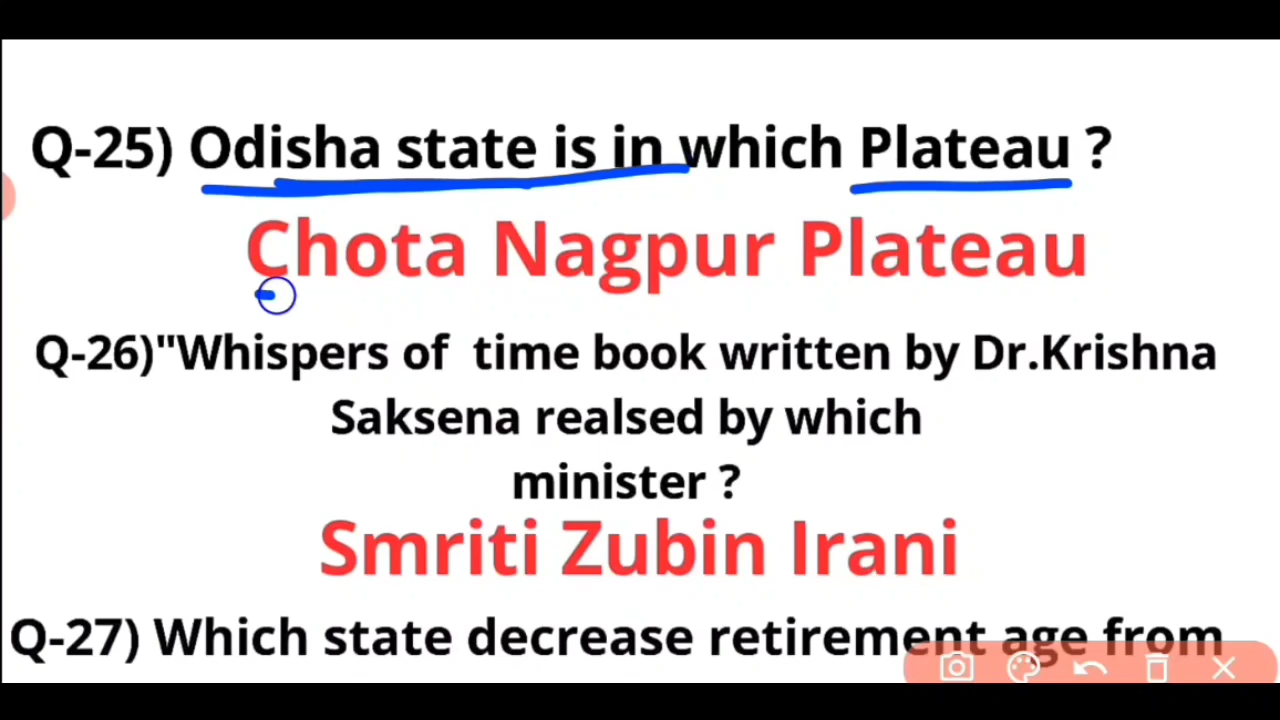 Q-25) Odisha state is in which Plateau ?
Chota Nagpur Plateau
Q-26)"Whispers of time book written by Dr.Krishna
Saksena realsed by which
minister ?
Smriti Zubin Irani
Q-27) Which state decrease retirement age from